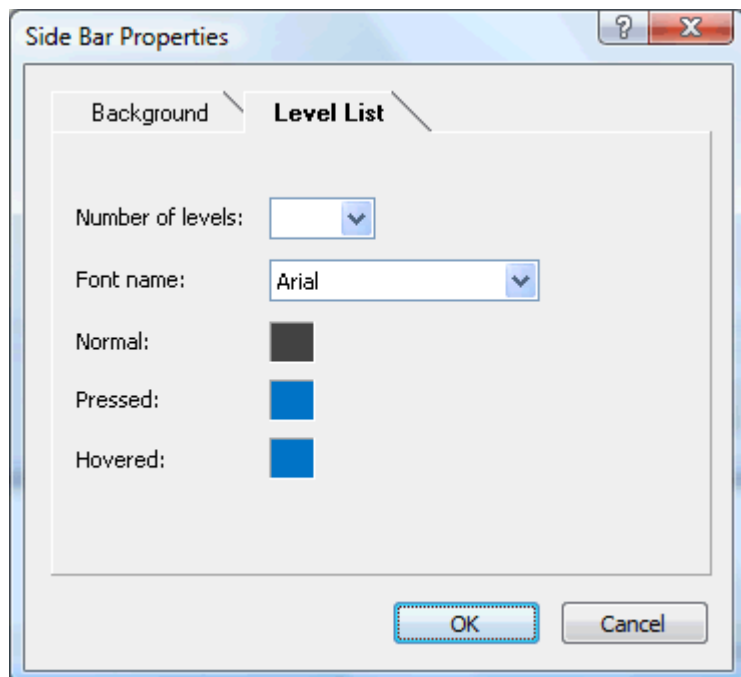 Side Bar Properties
Background Level List
Number of levels:
Font name: Arial
Normal:
Pressed:
Hovered:
OK Cancel